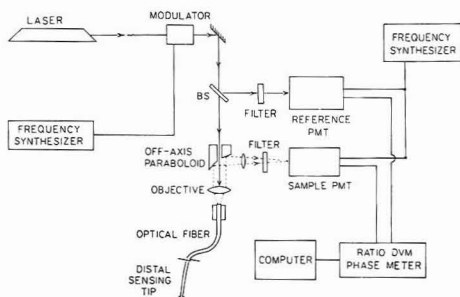 LASER
MODULATOR
FREQUENCY
SYNTHESIZER
BS
FILTER
REFERENCE
PMT
FREQUENCY
SYNTHESIZER
OFF-AXIS
PARABOLOID
FILTER
SAMPLE PMT
OBJECTIVE
OPTICAL FIBER
COMPUTER
RATIO DVM
PHASE METER
DISTAL
SENSING
TIP